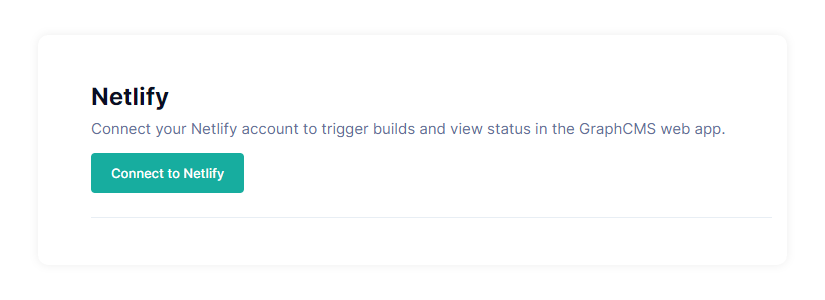 Netlify
Connect your Netlify account to trigger builds and view status in the GraphCMS web app.
Connect to Netlify